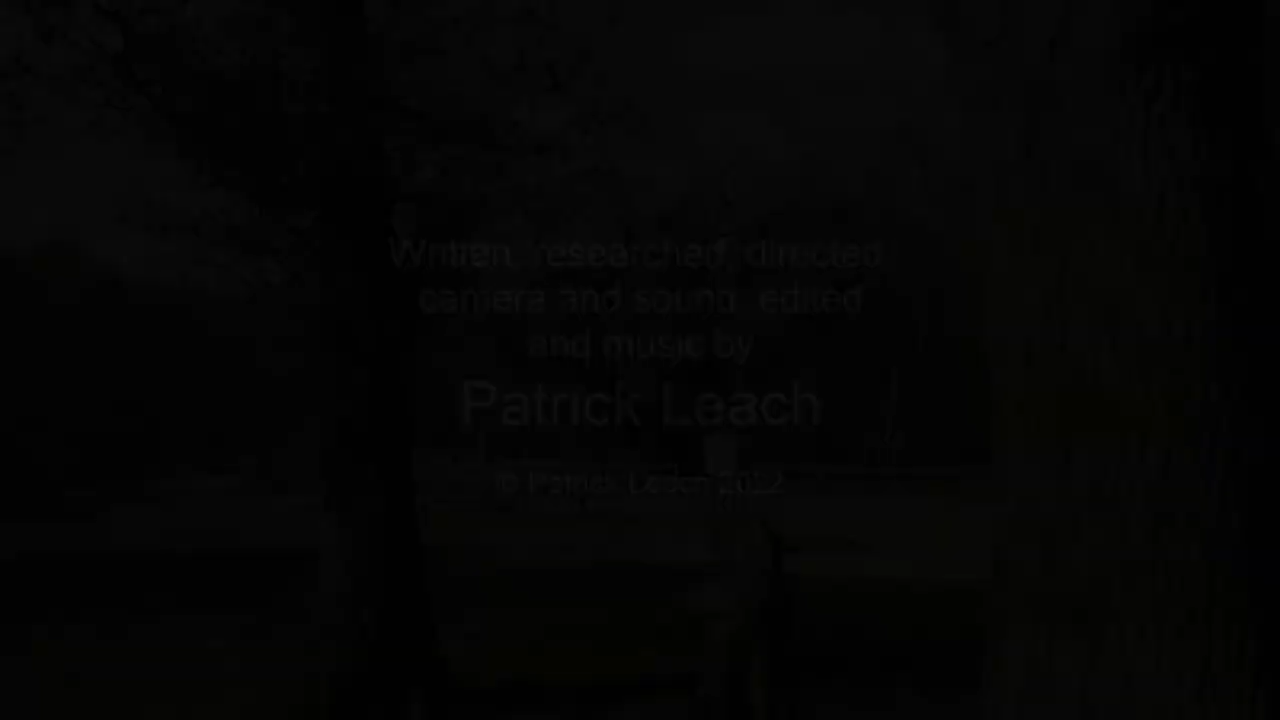 Written, researched, directed
camera and sound, edited
and music by
Patrick Leach
© Patrick Leach 2012